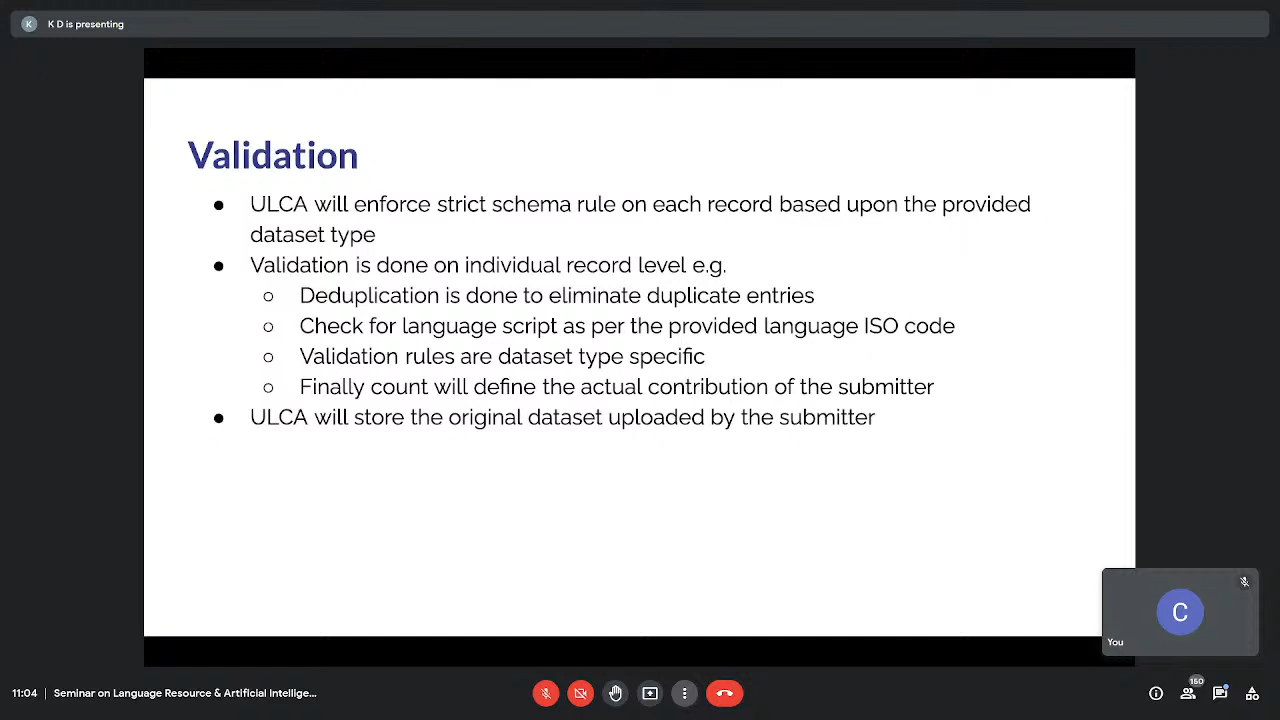 K
K D is presenting
Validation
● ULCA will enforce strict schema rule on each record based upon the provided
dataset type
● Validation is done on individual record level e.g.
○ Deduplication is done to eliminate duplicate entries
○ Check for language script as per the provided language ISO code
○ Validation rules are dataset type specific
○ Finally count will define the actual contribution of the submitter
● ULCA will store the original dataset uploaded by the submitter
C
You
11:04 | Seminar on Language Resource & Artificial Intellige...
150